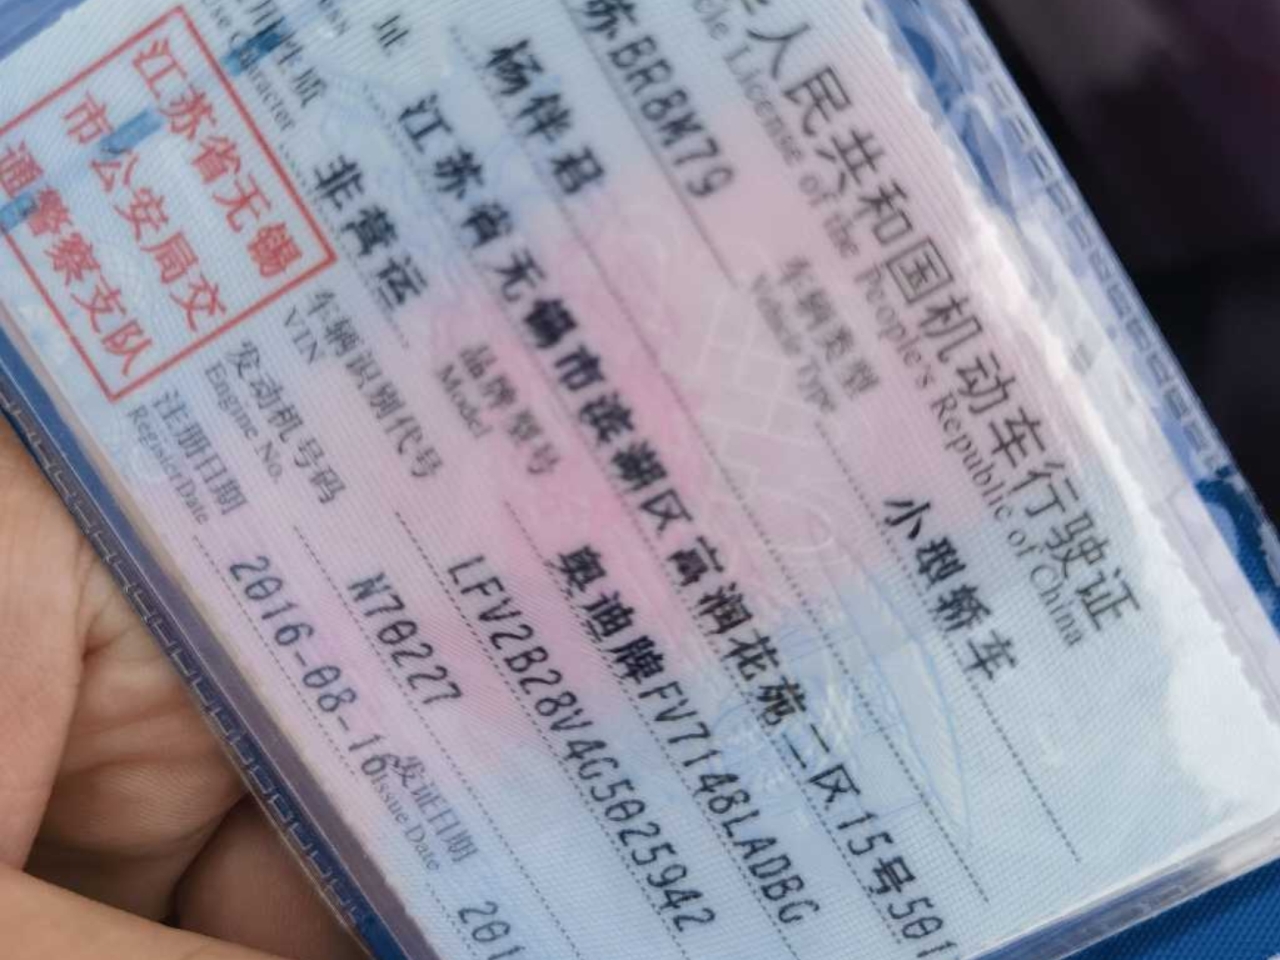 人民共和国机动车行驶证
License of the People's Republic of China
苏BR8M79
车辆类型
Vehicle Type
小型轿车
杨伴君
址
江苏省无锡市滨湖区高润花苑二区15号501
性质
Character
非营运
品牌型号
Model
奥迪牌FV7148LADBG
车辆识别代号
VIN
LFV2B28V4G5025942
发动机号码
Engine No.
N70227
注册日期
Register Date
2016-08-16
发证日期
Issue Date
201
江苏省无锡
市公安局交
通警察支队